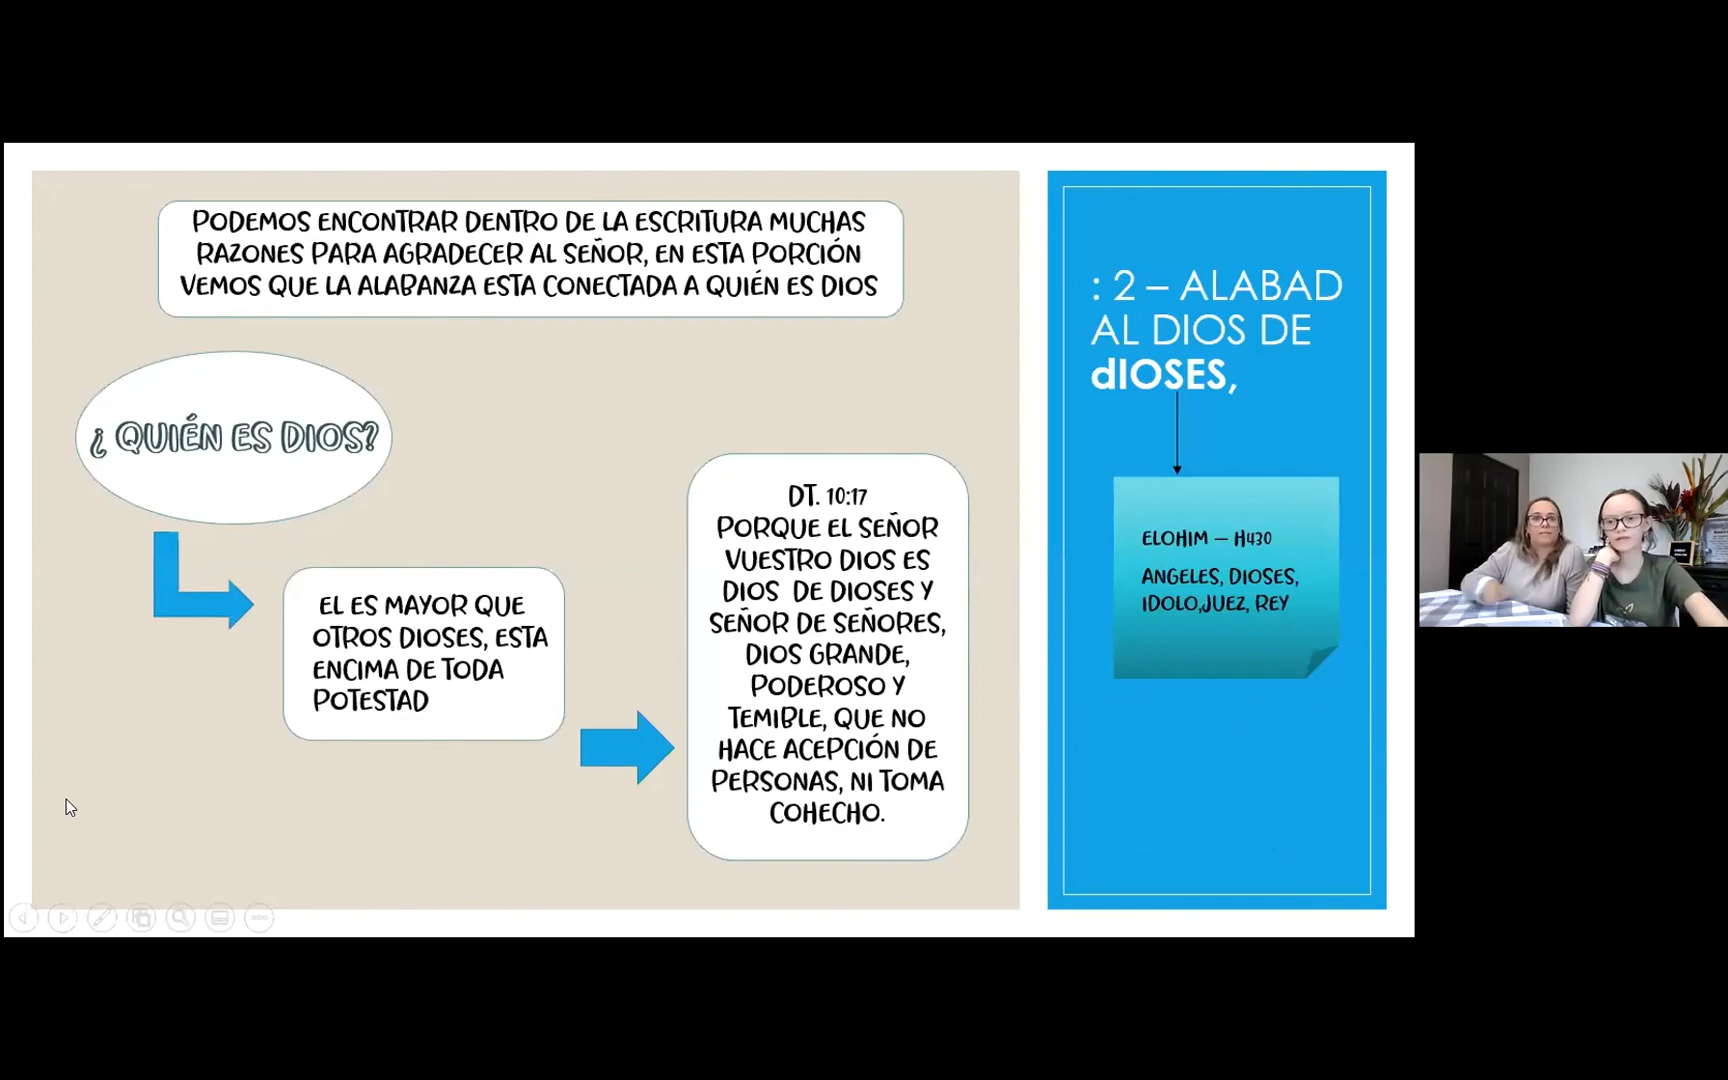 PODEMOS ENCONTRAR DENTRO DE LA ESCRITURA MUCHAS
RAZONES PARA AGRADECER AL SEÑOR, EN ESTA PORCIÓN
VEMOS QUE LA ALABANZA ESTA CONECTADA A QUIÉN ES DIOS
¿ QUIÉN ES DIOS?
EL ES MAYOR QUE
OTROS DIOSES, ESTA
ENCIMA DE TODA
POTESTAD
DT. 10:17
PORQUE EL SEÑOR
VUESTRO DIOS ES
DIOS DE DIOSES Y
SEÑOR DE SEÑORES,
DIOS GRANDE,
PODEROSO Y
TEMIBLE, QUE NO
HACE ACEPCIÓN DE
PERSONAS, NI TOMA
COHECHO.
: 2 – ALABAD
AL DIOS DE
dIOSES,
ELOHIM – H430
ANGELES, DIOSES,
IDOLO,JUEZ, REY